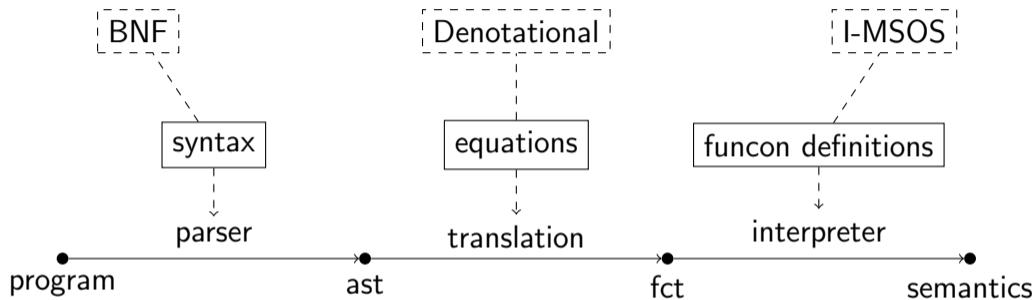 BNF
Denotational
I-MSOS
syntax
equations
funcon definitions
parser
translation
interpreter
program
ast
fct
semantics